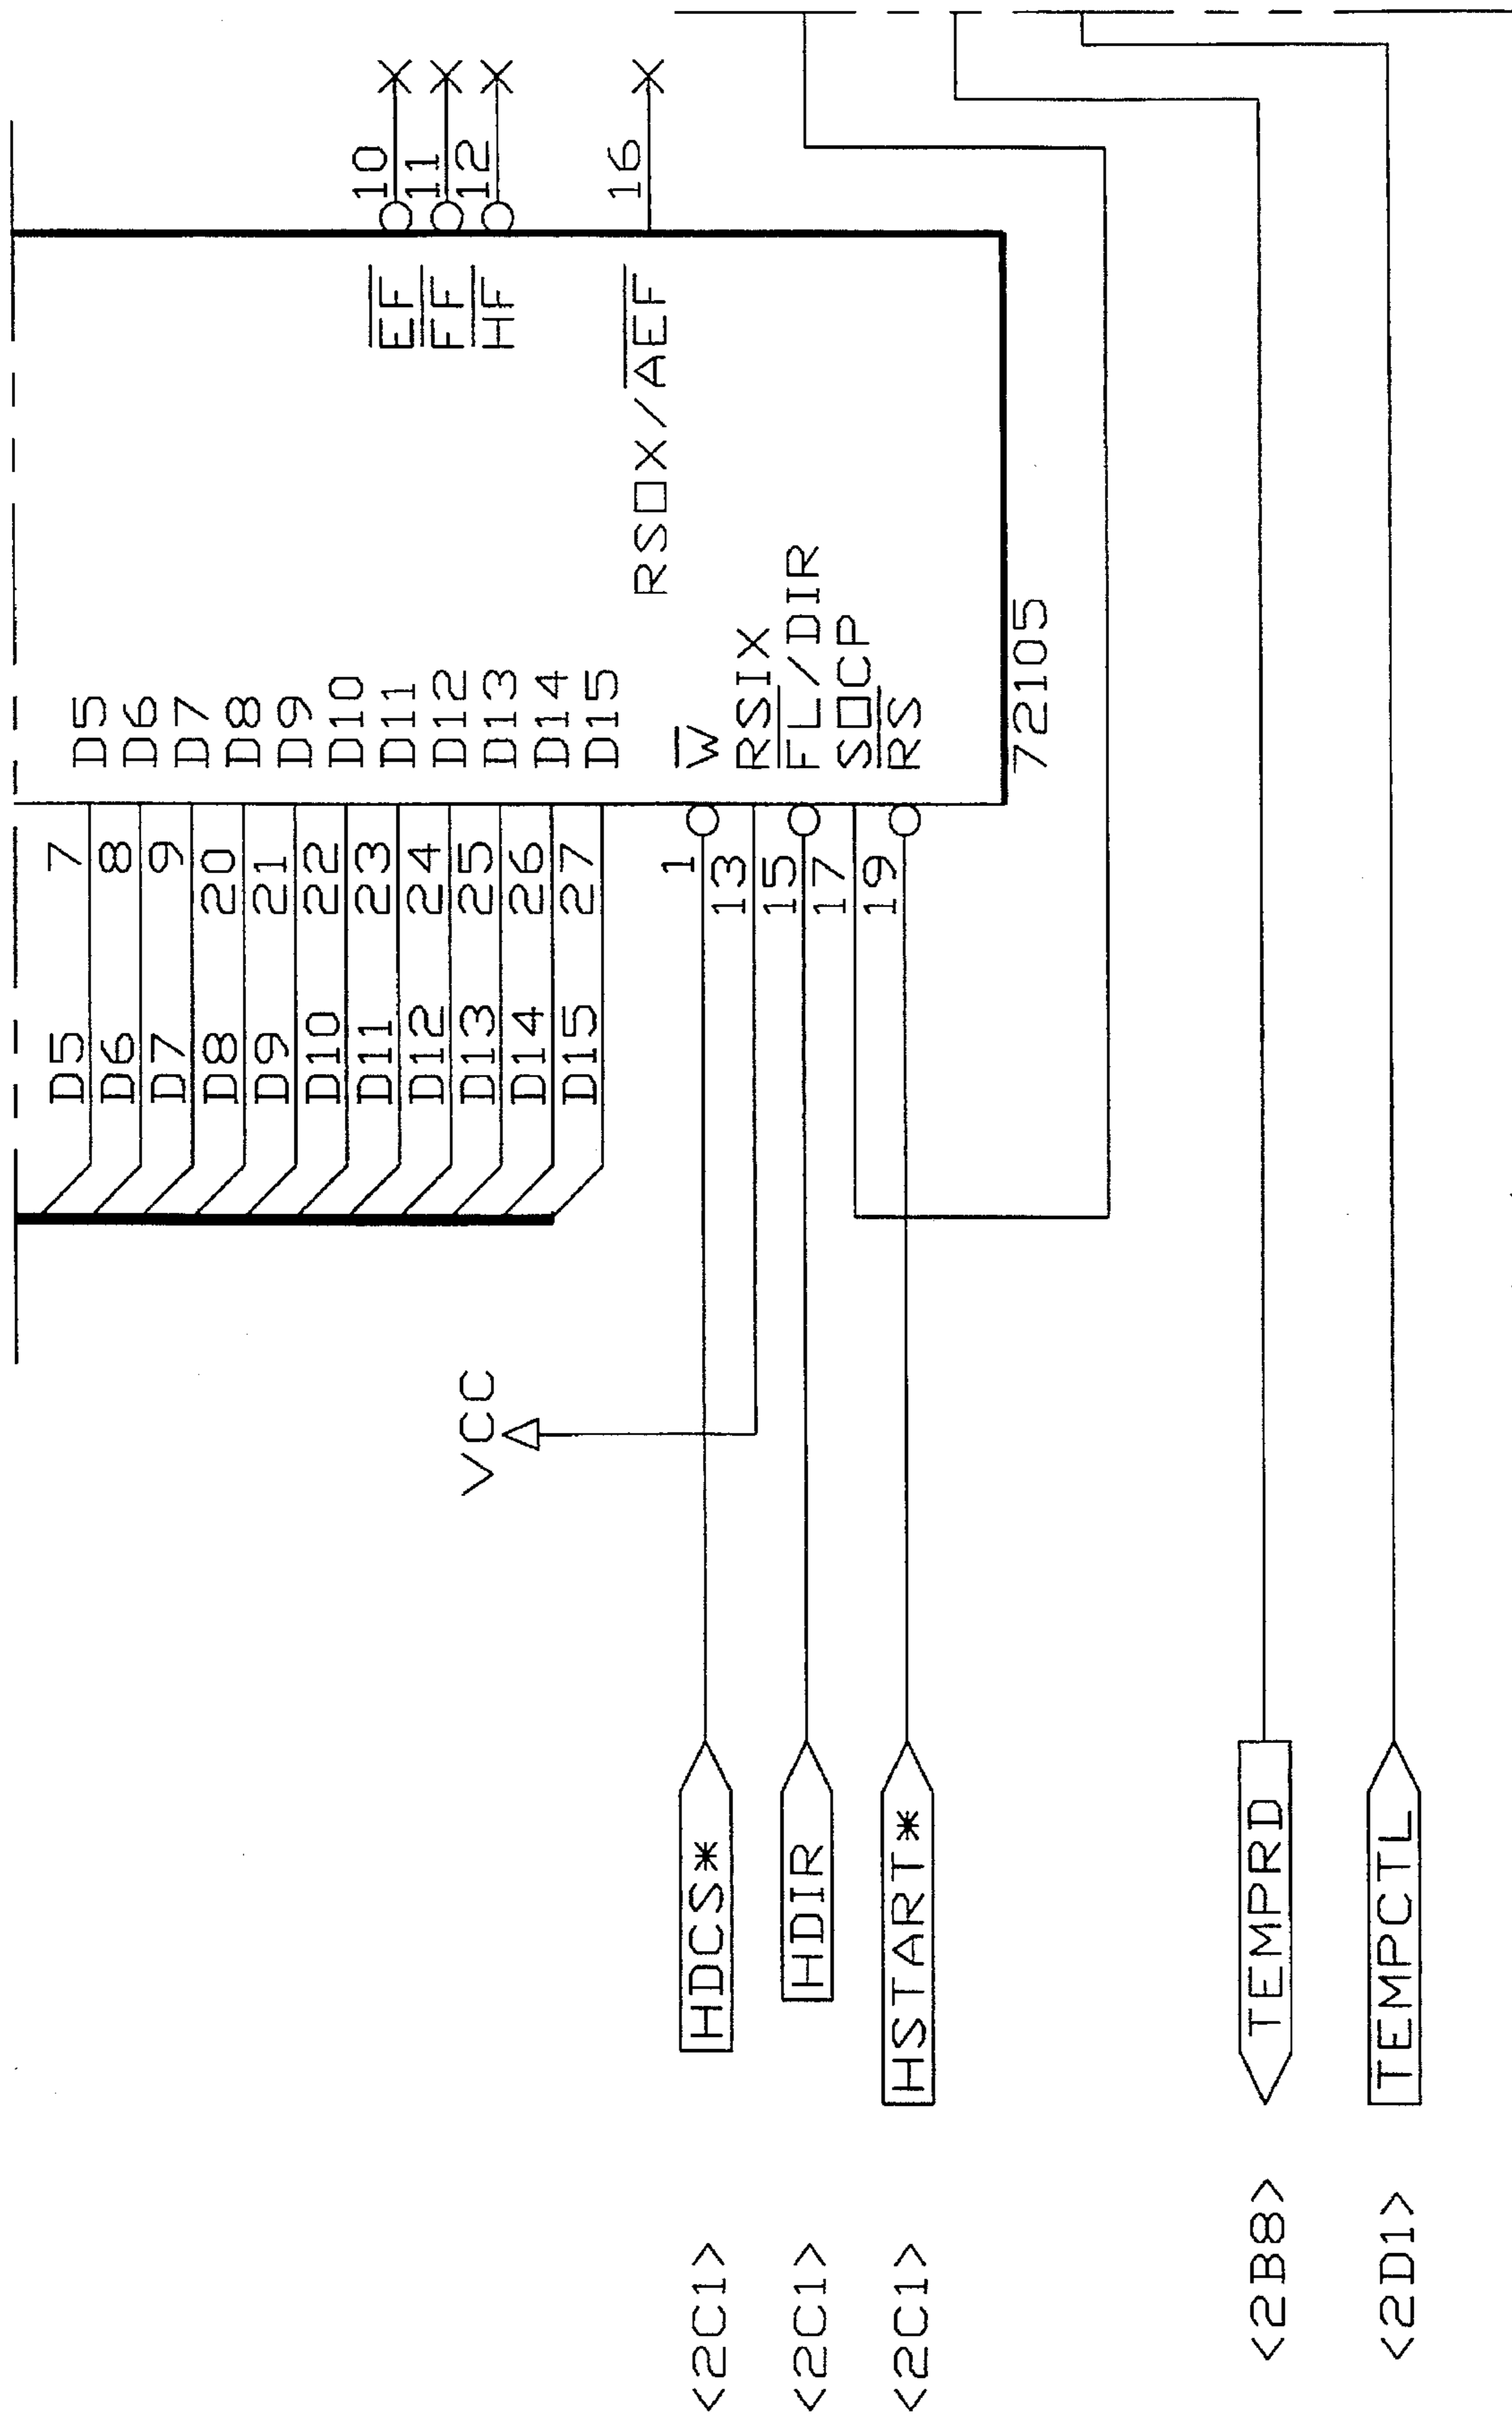 D5 7 D5
D6 8 D6
D7 9 D7
D8 20 D8
D9 21 D9
D10 22 D10
D11 23 D11
D12 24 D12
D13 25 D13
D14 26 D14
D15 27 D15
EF 10 X
FF 11 X
HF 12 X
RSOX/AEF 16 X
VCC
<2C1> HDCS* 1 W
13 RSIX
<2C1> HDIR 15 FL/DIR
17 SOCP
<2C1> HSTART* 19 RS
72105
<2B8> TEMPRD
<2D1> TEMPCTL